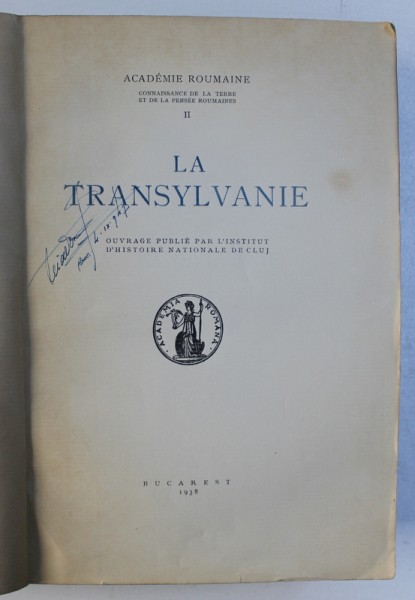 ACADÉMIE ROUMAINE
CONNAISSANCE DE LA TERRE
ET DE LA PENSÉE ROUMAINES
II
LA
TRANSYLVANIE
OUVRAGE PUBLIÉ PAR L'INSTITUT
D'HISTOIRE NATIONALE DE CLUJ
ACADEMIA ROMANA
BUCAREST
1938